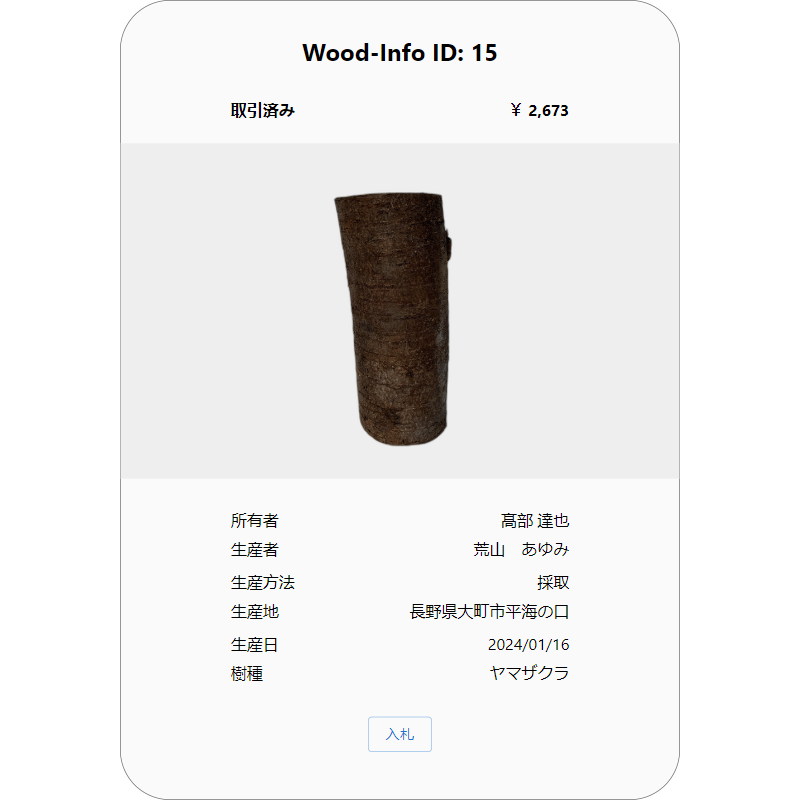 Wood-Info ID: 15
取引済み ￥ 2,673
所有者 髙部 達也
生産者 荒山　あゆみ
生産方法 採取
生産地 長野県大町市平海の口
生産日 2024/01/16
樹種 ヤマザクラ
入札